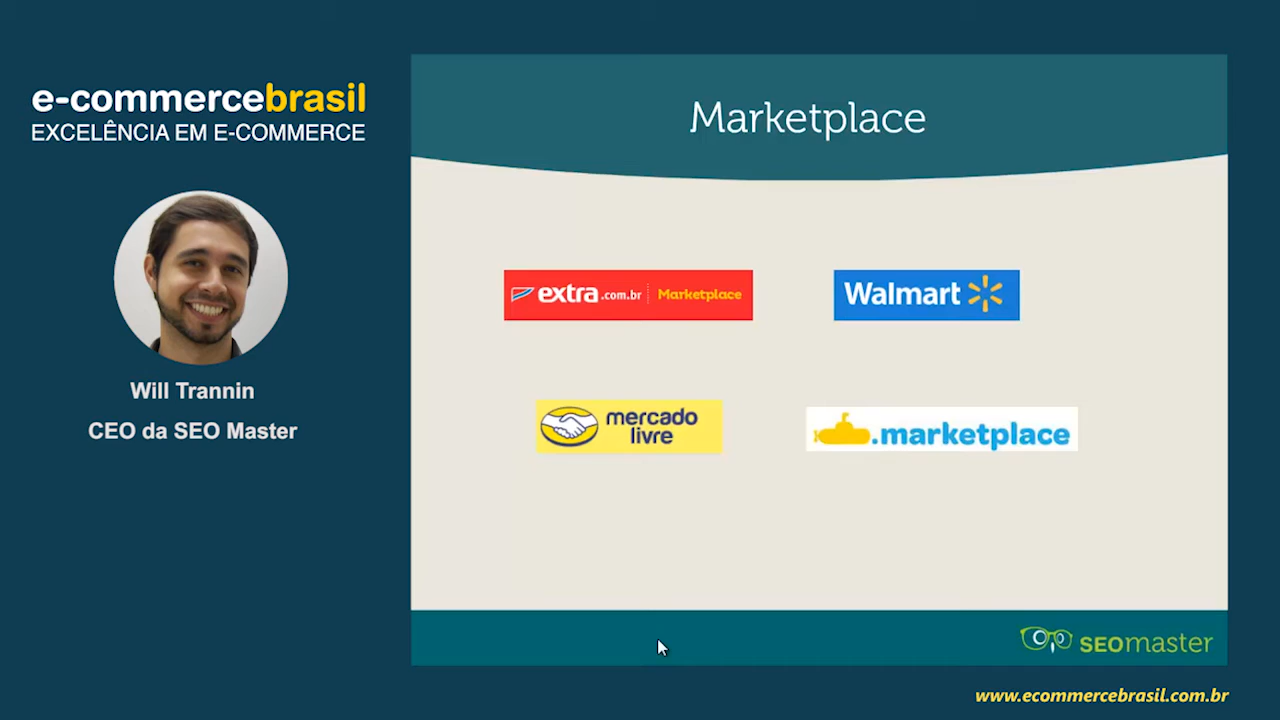 e-commercebrasil
EXCELÊNCIA EM E-COMMERCE
Will Trannin
CEO da SEO Master
Marketplace
extra.com.br Marketplace
Walmart
mercado
livre
.marketplace
SEOmaster
www.ecommercebrasil.com.br